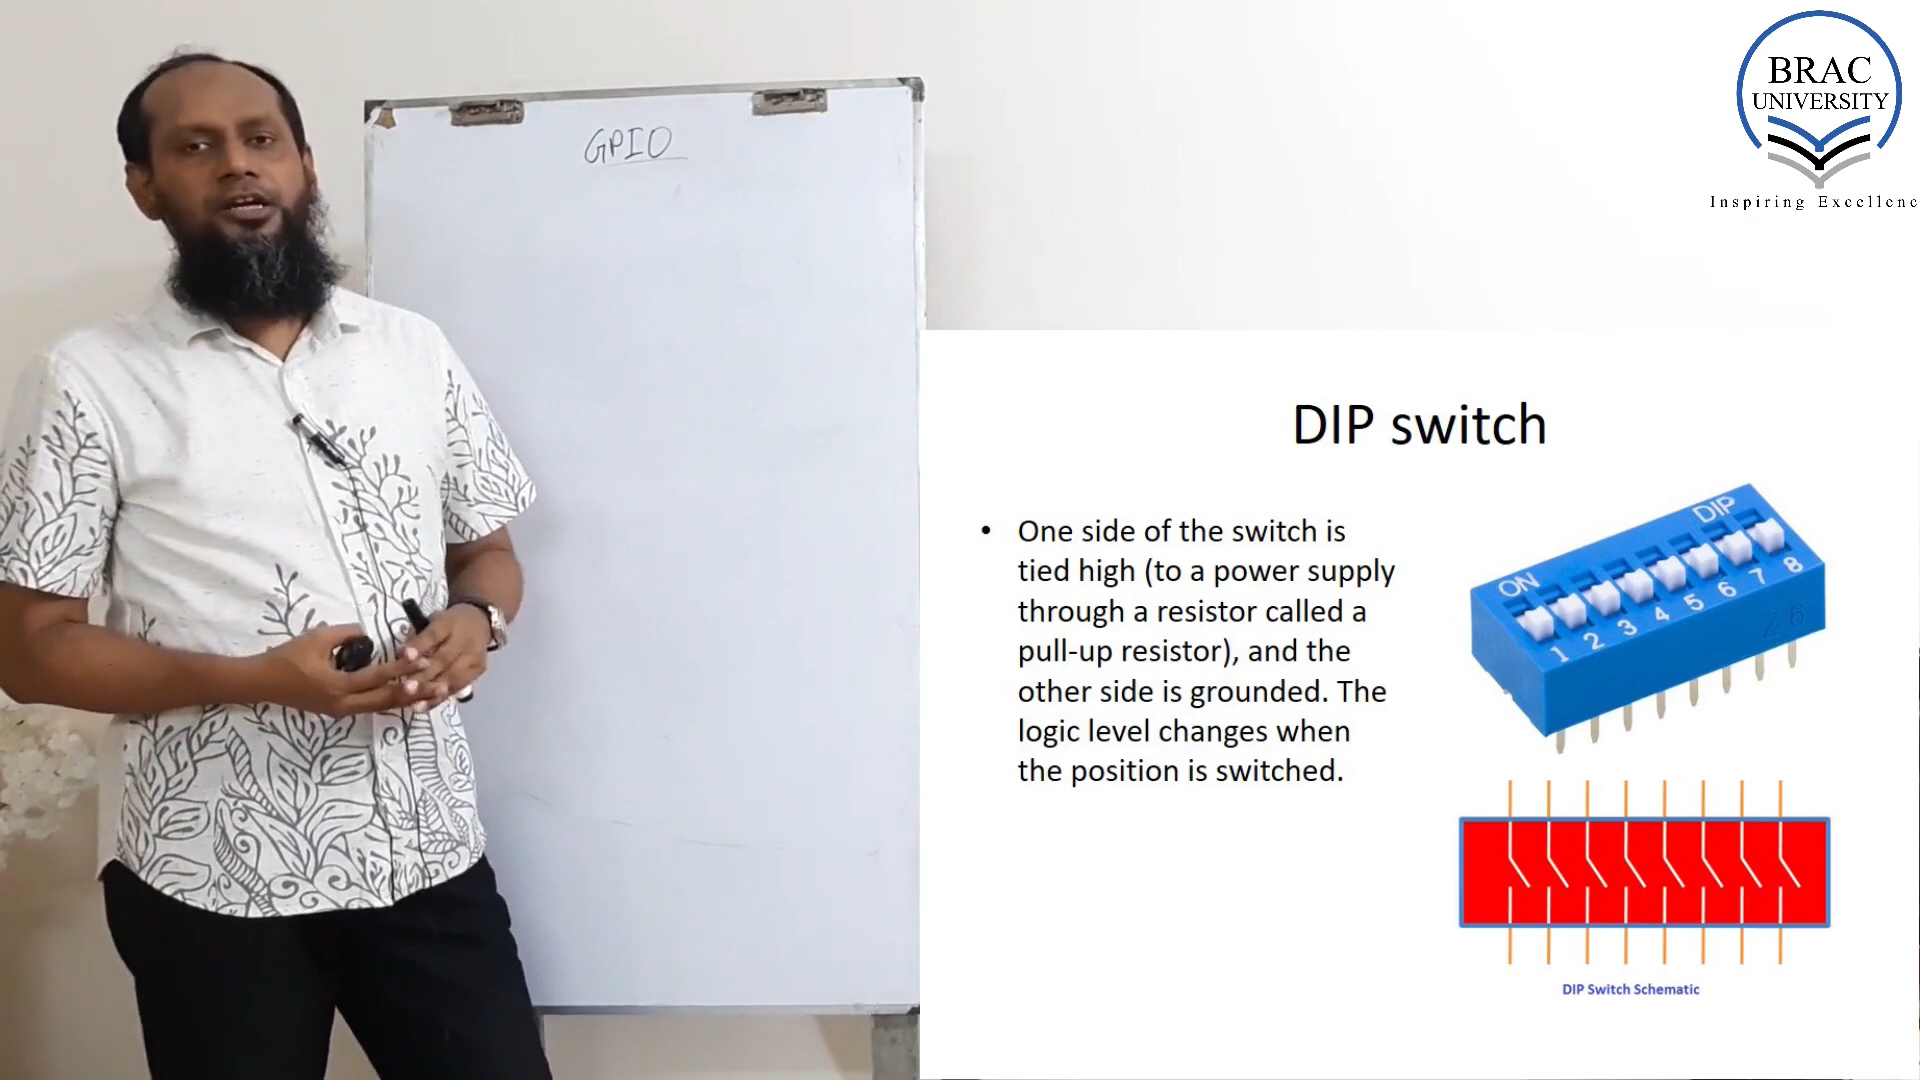 GPIO
BRAC
UNIVERSITY
Inspiring Excellenc
DIP switch
• One side of the switch is
tied high (to a power supply
through a resistor called a
pull-up resistor), and the
other side is grounded. The
logic level changes when
the position is switched.
DIP
ON
1 2 3 4 5 6 7 8
Z 6
DIP Switch Schematic